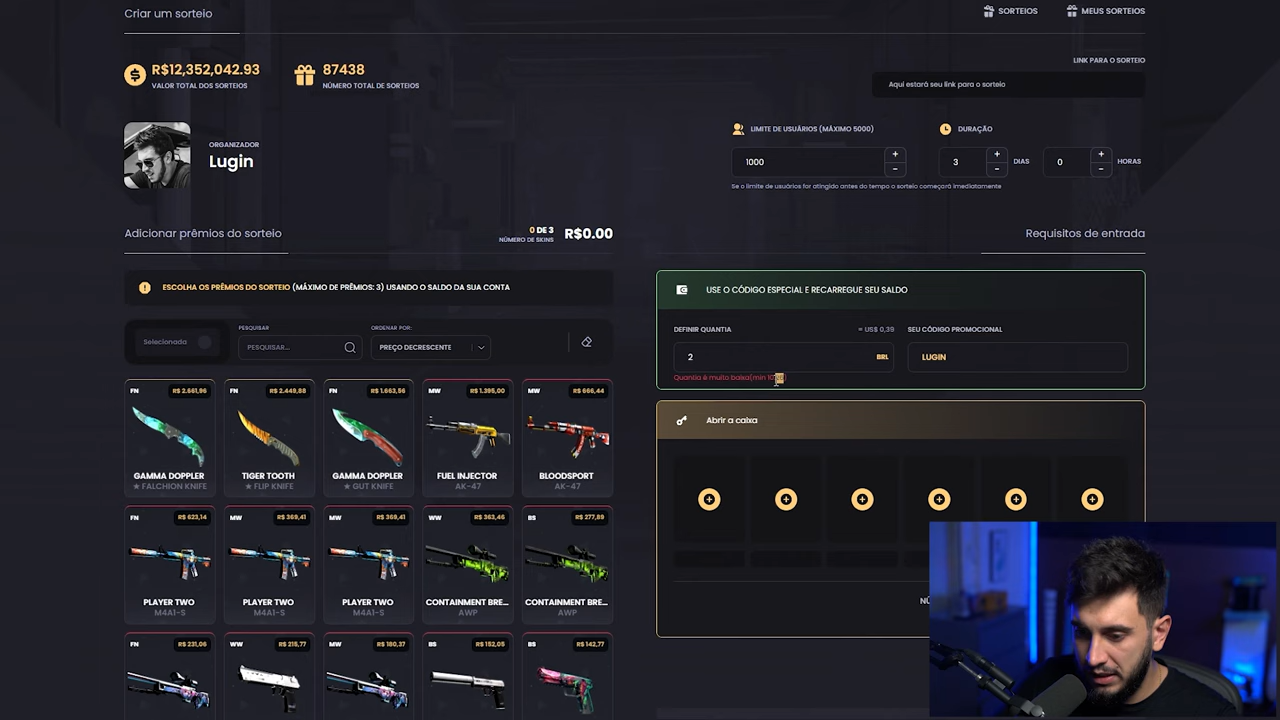 Criar um sorteio
SORTEIOS
MEUS SORTEIOS
R$12,352,042.93
VALOR TOTAL DOS SORTEIOS
87438
NÚMERO TOTAL DE SORTEIOS
LINK PARA O SORTEIO
Aqui estará seu link para o sorteio
ORGANIZADOR
Lugin
LIMITE DE USUÁRIOS (MÁXIMO 5000)
DURAÇÃO
1000
3
DIAS
0
HORAS
Se o limite de usuários for atingido antes do tempo o sorteio começará imediatamente
Adicionar prêmios do sorteio
0 DE 3
NÚMERO DE SKINS
R$0.00
Requisitos de entrada
ESCOLHA OS PRÊMIOS DO SORTEIO (MÁXIMO DE PRÊMIOS: 3) USANDO O SALDO DA SUA CONTA
USE O CÓDIGO ESPECIAL E RECARREGUE SEU SALDO
Selecionada
PESQUISAR
PESQUISAR...
ORDENAR POR:
PREÇO DECRESCENTE
DEFINIR QUANTIA
≈ US$ 0,39
SEU CÓDIGO PROMOCIONAL
2
BRL
LUGIN
Quantia é muito baixa(min
Abrir a caixa
FN R$ 2.661,96
FN R$ 2.449,88
FN R$ 1.663,56
MW R$ 1.395,00
MW R$ 666,44
GAMMA DOPPLER
★ FALCHION KNIFE
TIGER TOOTH
★ FLIP KNIFE
GAMMA DOPPLER
★ GUT KNIFE
FUEL INJECTOR
AK-47
BLOODSPORT
AK-47
FN R$ 623,14
MW R$ 369,41
MW R$ 369,41
WW R$ 363,46
BS R$ 277,89
PLAYER TWO
M4A1-S
PLAYER TWO
M4A1-S
PLAYER TWO
M4A1-S
CONTAINMENT BRE...
AWP
CONTAINMENT BRE...
AWP
FN R$ 231,06
WW R$ 215,77
MW R$ 180,37
BS R$ 152,05
BS R$ 142,77